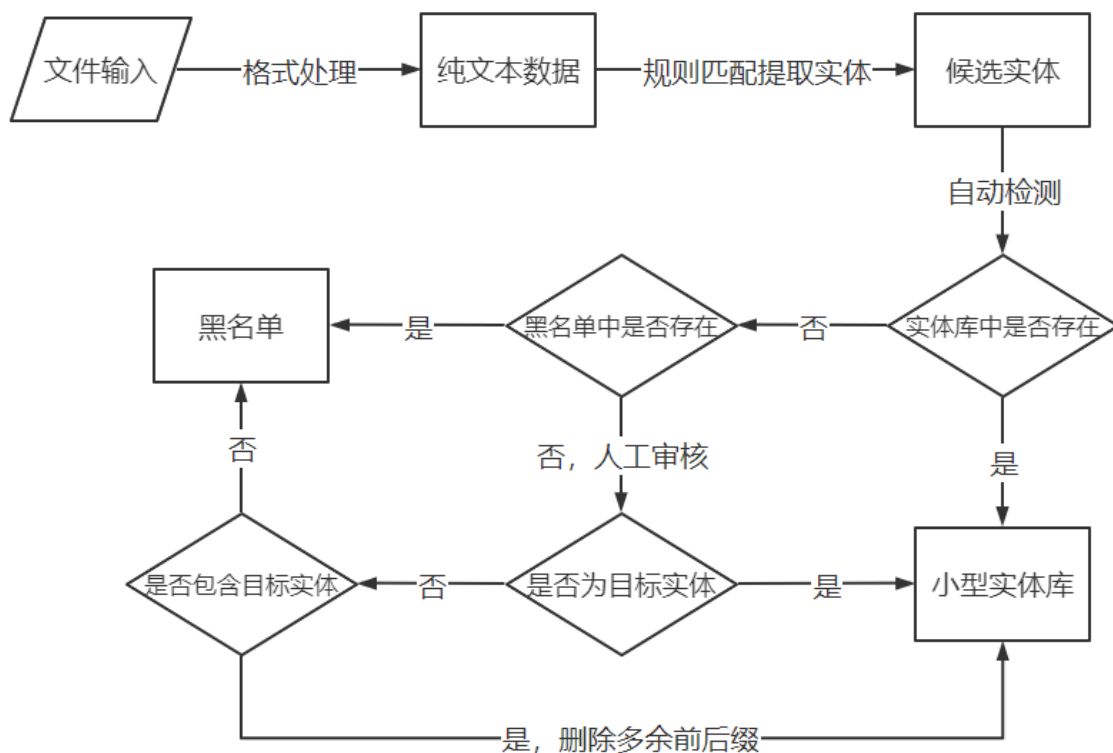 文件输入
格式处理
纯文本数据
规则匹配提取实体
候选实体
自动检测
黑名单
是
黑名单中是否存在
否
实体库中是否存在
否
否，人工审核
是
是否包含目标实体
否
是否为目标实体
是
小型实体库
是，删除多余前后缀